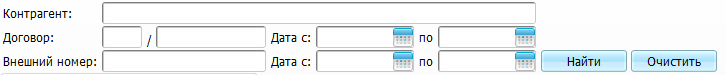 Контрагент:
Договор: / Дата с: по
Внешний номер: Дата с: по Найти Очистить